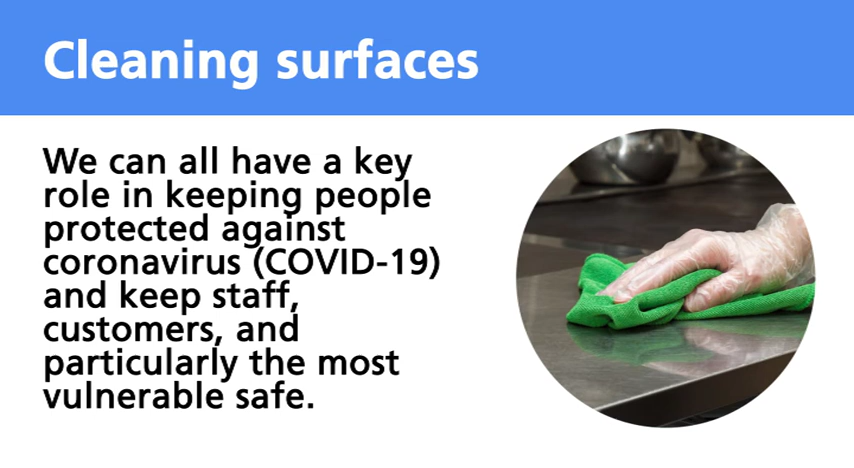 Cleaning surfaces
We can all have a key
role in keeping people
protected against
coronavirus (COVID-19)
and keep staff,
customers, and
particularly the most
vulnerable safe.